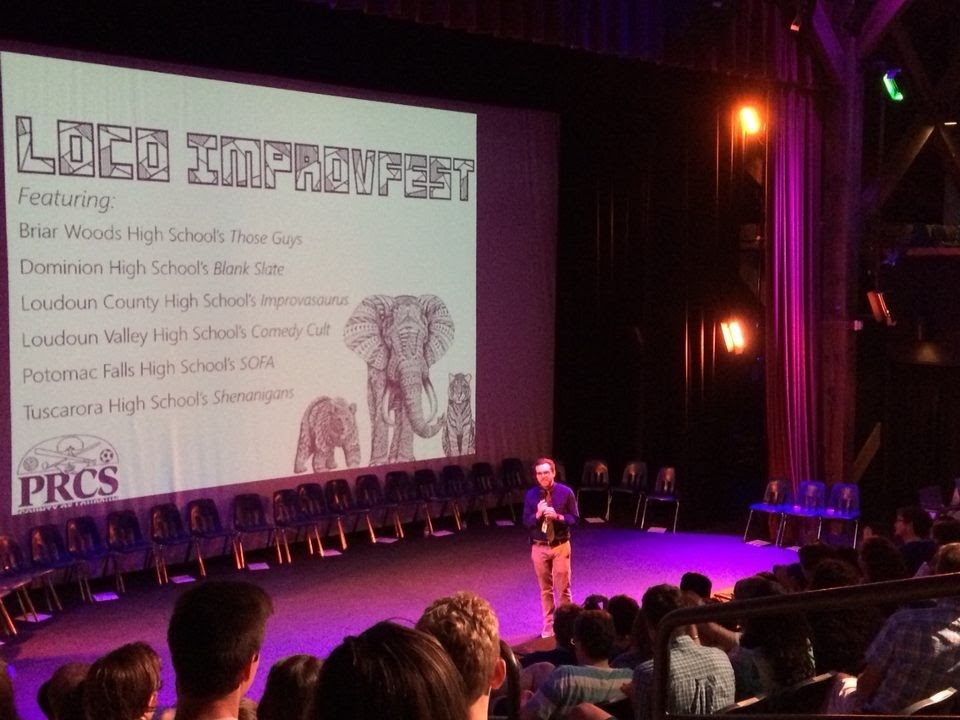 LOCO IMPROVFEST
Featuring:
Briar Woods High School's Those Guys
Dominion High School's Blank Slate
Loudoun County High School's Improvasaurus
Loudoun Valley High School's Comedy Cult
Potomac Falls High School's SOFA
Tuscarora High School's Shenanigans
PRCS